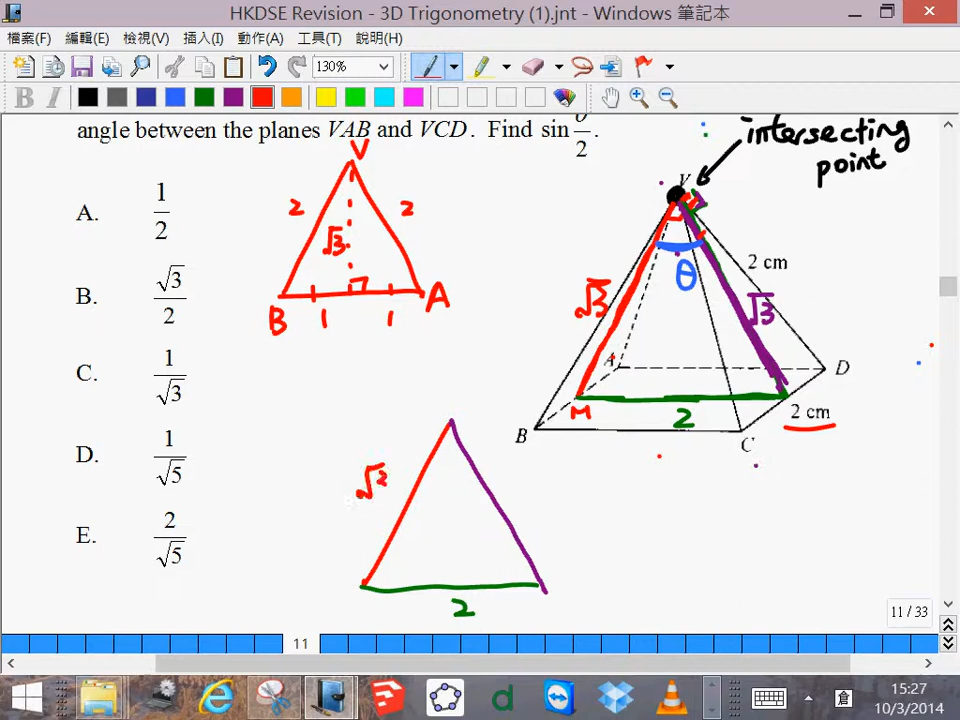 HKDSE Revision - 3D Trigonometry (1).jnt - Windows 筆記本
檔案(F) 編輯(E) 檢視(V) 插入(I) 動作(A) 工具(T) 說明(H)
130%
B I
angle between the planes VAB and VCD. Find sin θ/2.
intersecting
point
A. 1/2
B. √3/2
C. 1/√3
D. 1/√5
E. 2/√5
V
2
2
√3
B
1
1
A
V
θ
2 cm
√3
√3
A
D
M
2
2 cm
B
C
√3
2
11 / 33
11
15:27
10/3/2014
倉